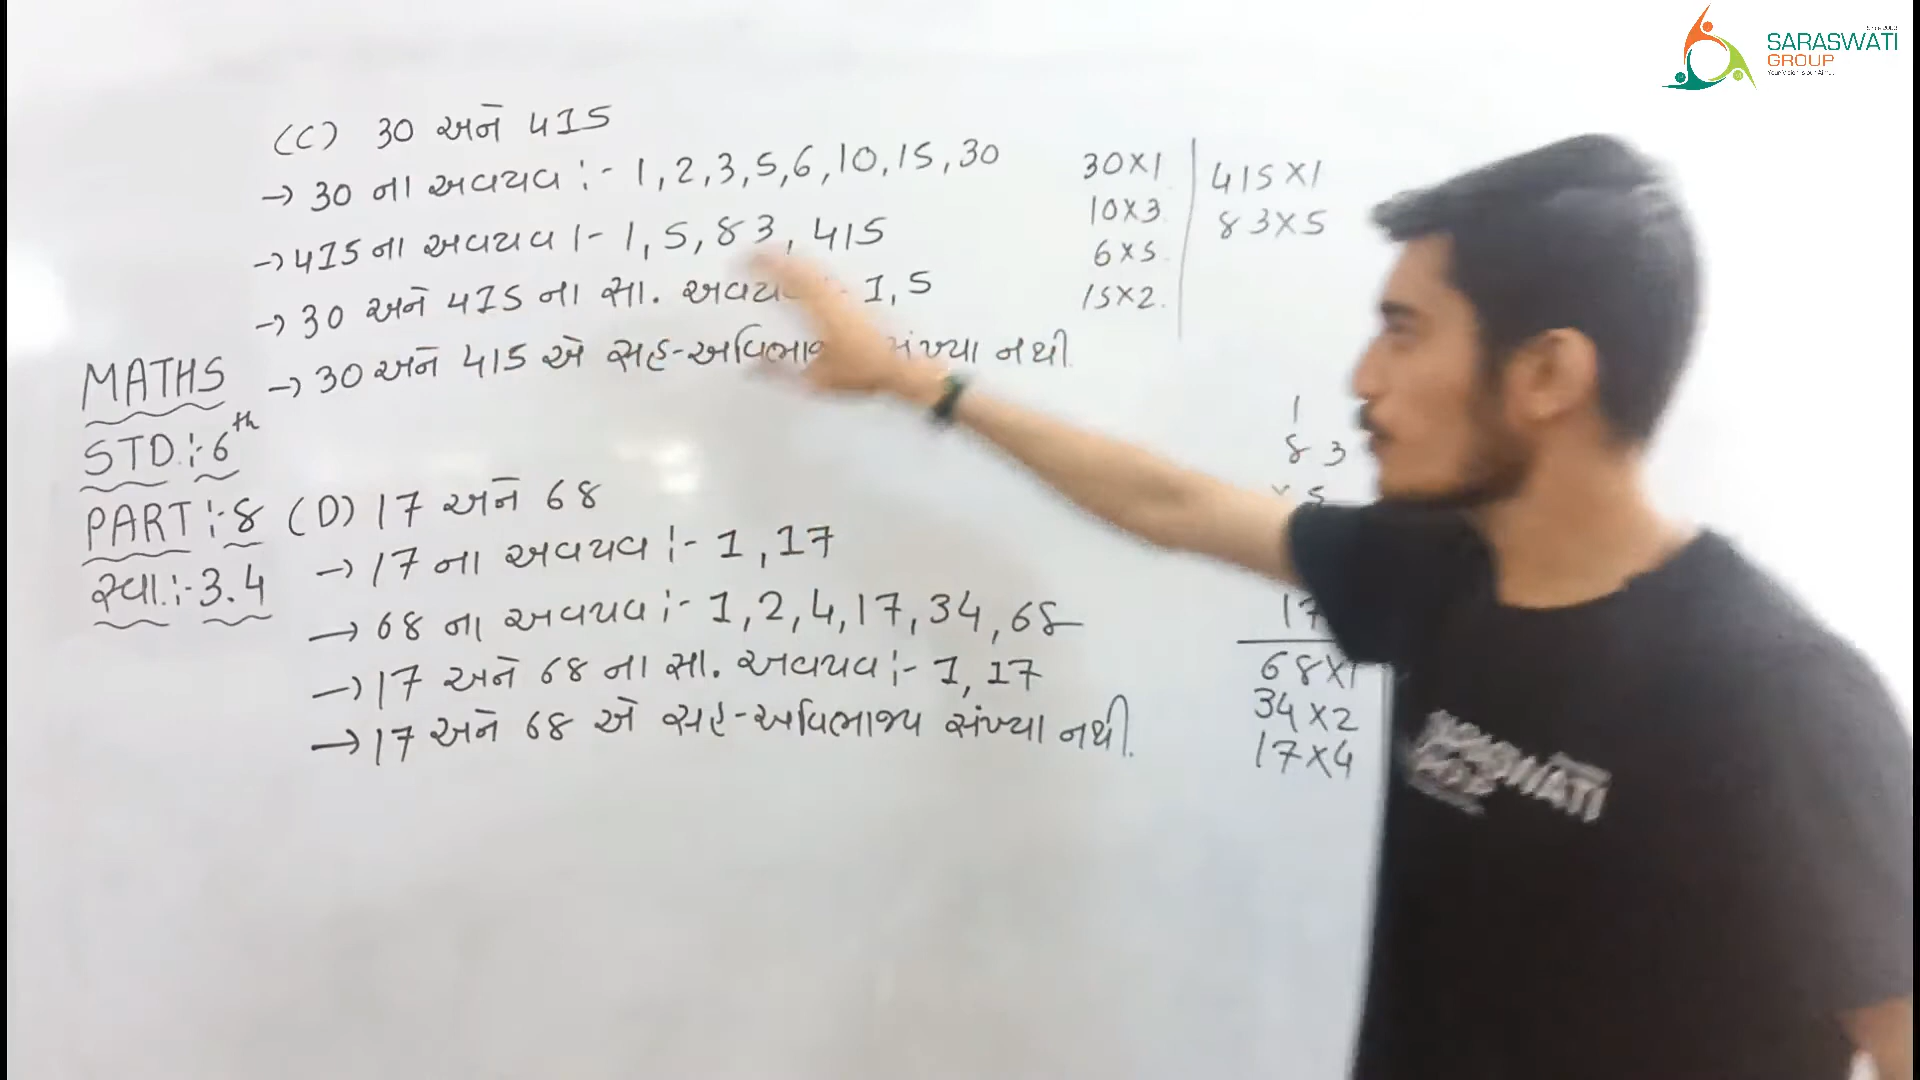 SARASWATI
GROUP
(C) 30 અને 415
→ 30 ના અવયવ :- 1,2,3,5,6,10,15,30
→ 415 ના અવયવ :- 1,5,83,415
→ 30 અને 415 ના સા. :- 1,5
→ 30 અને 415 એ નથી
30×1
10×3
6×5
15×2.
415×1
83×5
1
83
× 5
MATHS
STD:-6th
PART:-8
સ્વા.:-3.4
(D) 17 અને 68
→ 17 ના અવયવ :- 1,17
→ 68 ના અવયવ :- 1,2,4,17,34,68
→ 17 અને 68 ના સા. અવયવ :- 1,17
→ 17 અને 68 એ સહ-અવિભાજ્ય સંખ્યા નથી.
68×1
34×2
17×4